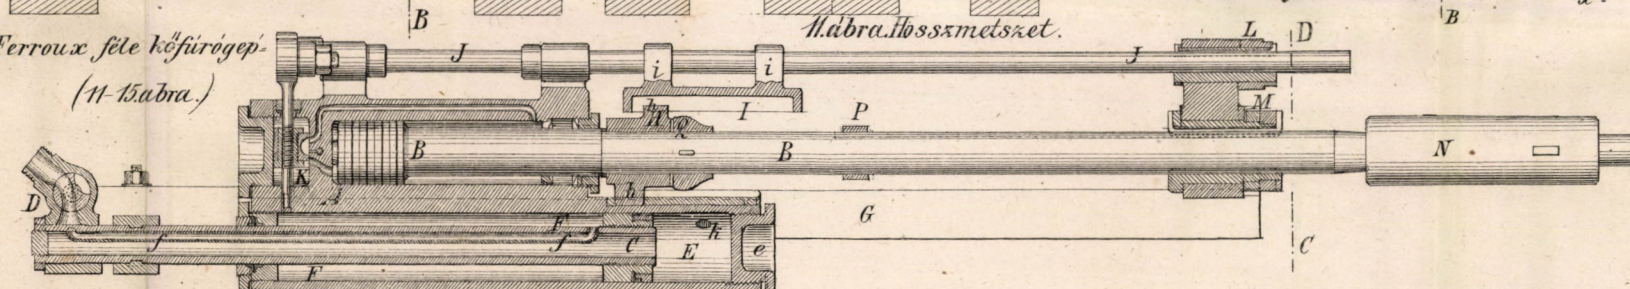 B
B
x.
Ferroux féle kőfúrógép-
(11-15.ábra.)
11.ábra.Hosszmetszet.
J
i
i
J
L
D
h
H
I
Q
P
M
B
B
N
K
D
h
G
F
f
f
C
E
k
e
C
F
h